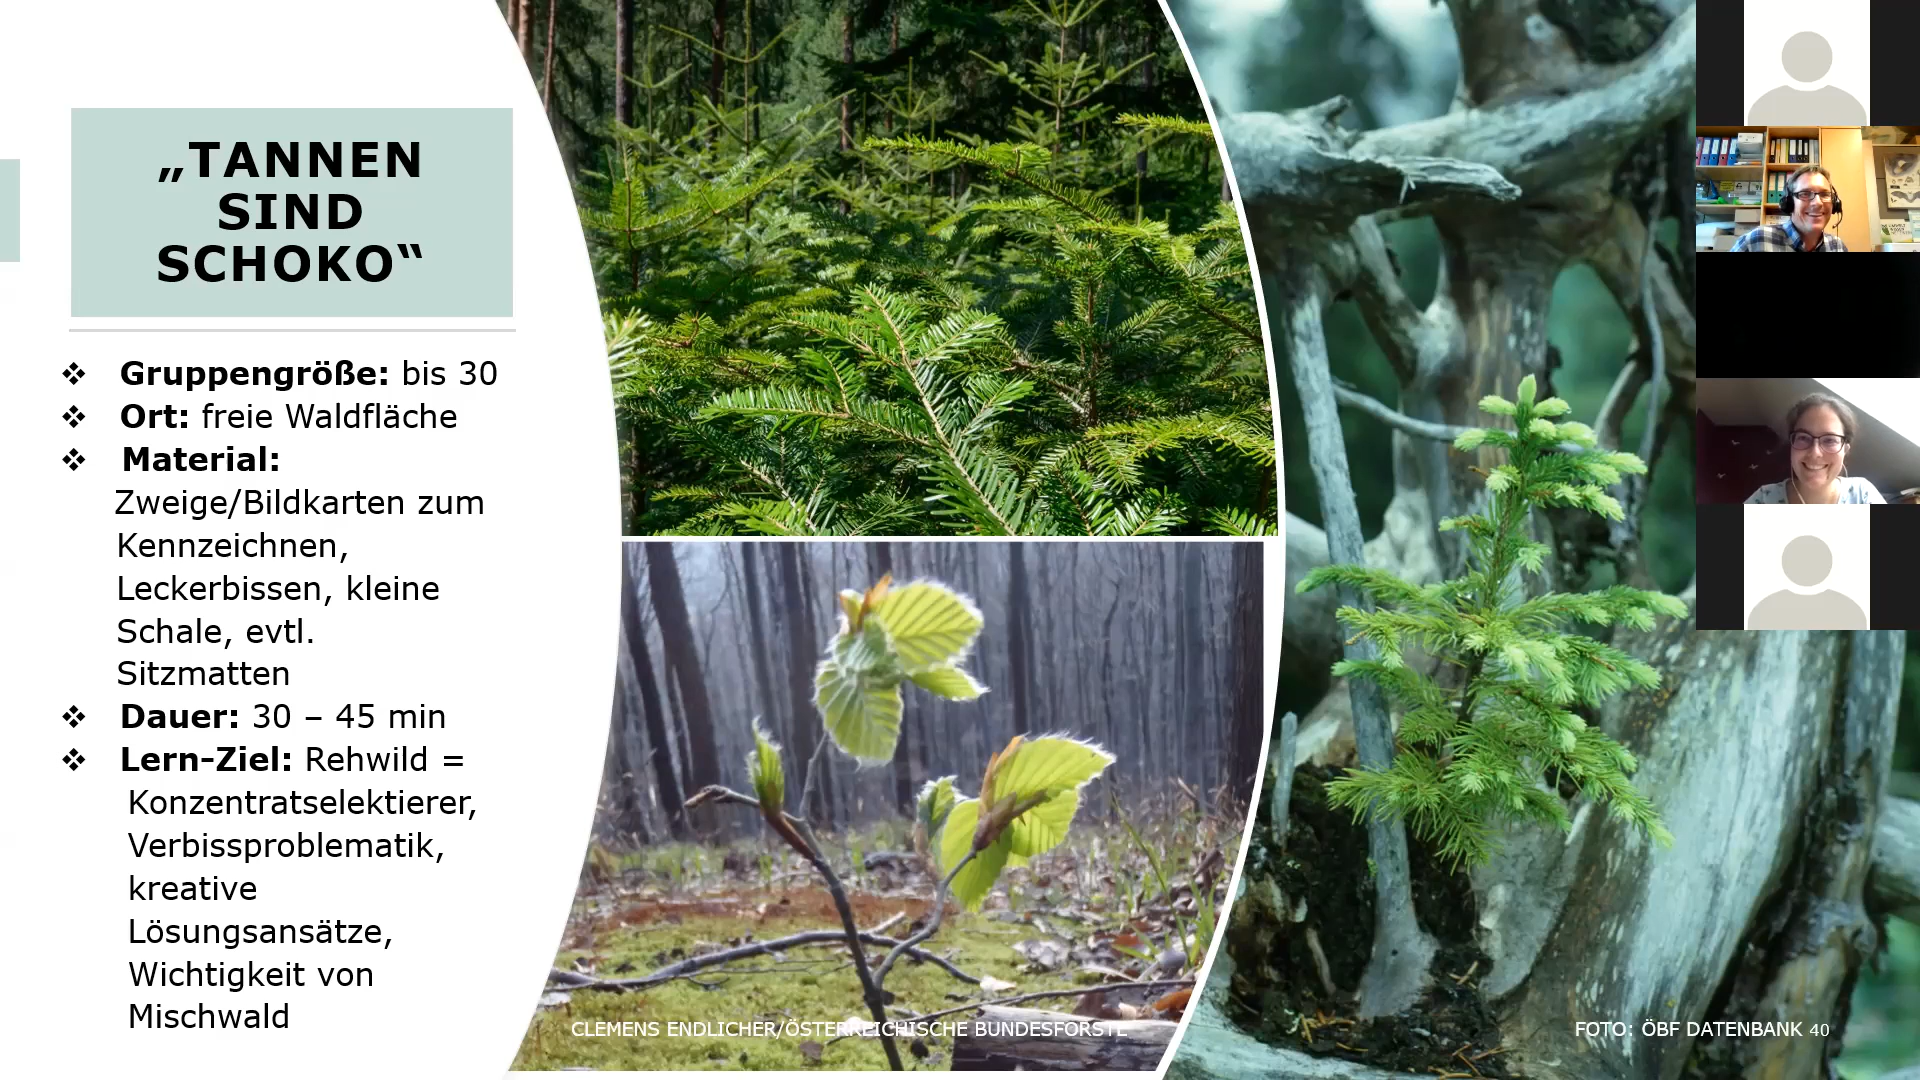 „TANNEN
SIND
SCHOKO“
❖ Gruppengröße: bis 30
❖ Ort: freie Waldfläche
❖ Material:
Zweige/Bildkarten zum
Kennzeichnen,
Leckerbissen, kleine
Schale, evtl.
Sitzmatten
❖ Dauer: 30 – 45 min
❖ Lern-Ziel: Rehwild =
Konzentratselektierer,
Verbissproblematik,
kreative
Lösungsansätze,
Wichtigkeit von
Mischwald
CLEMENS ENDLICHER/ÖSTERREICHISCHE BUNDESFORSTE
FOTO: ÖBF DATENBANK 40